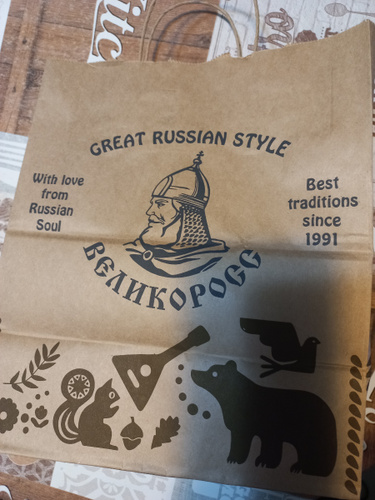 GREAT RUSSIAN STYLE
With love
from
Russian
Soul
Best
traditions
since
1991
ВЕЛИКОРОСС